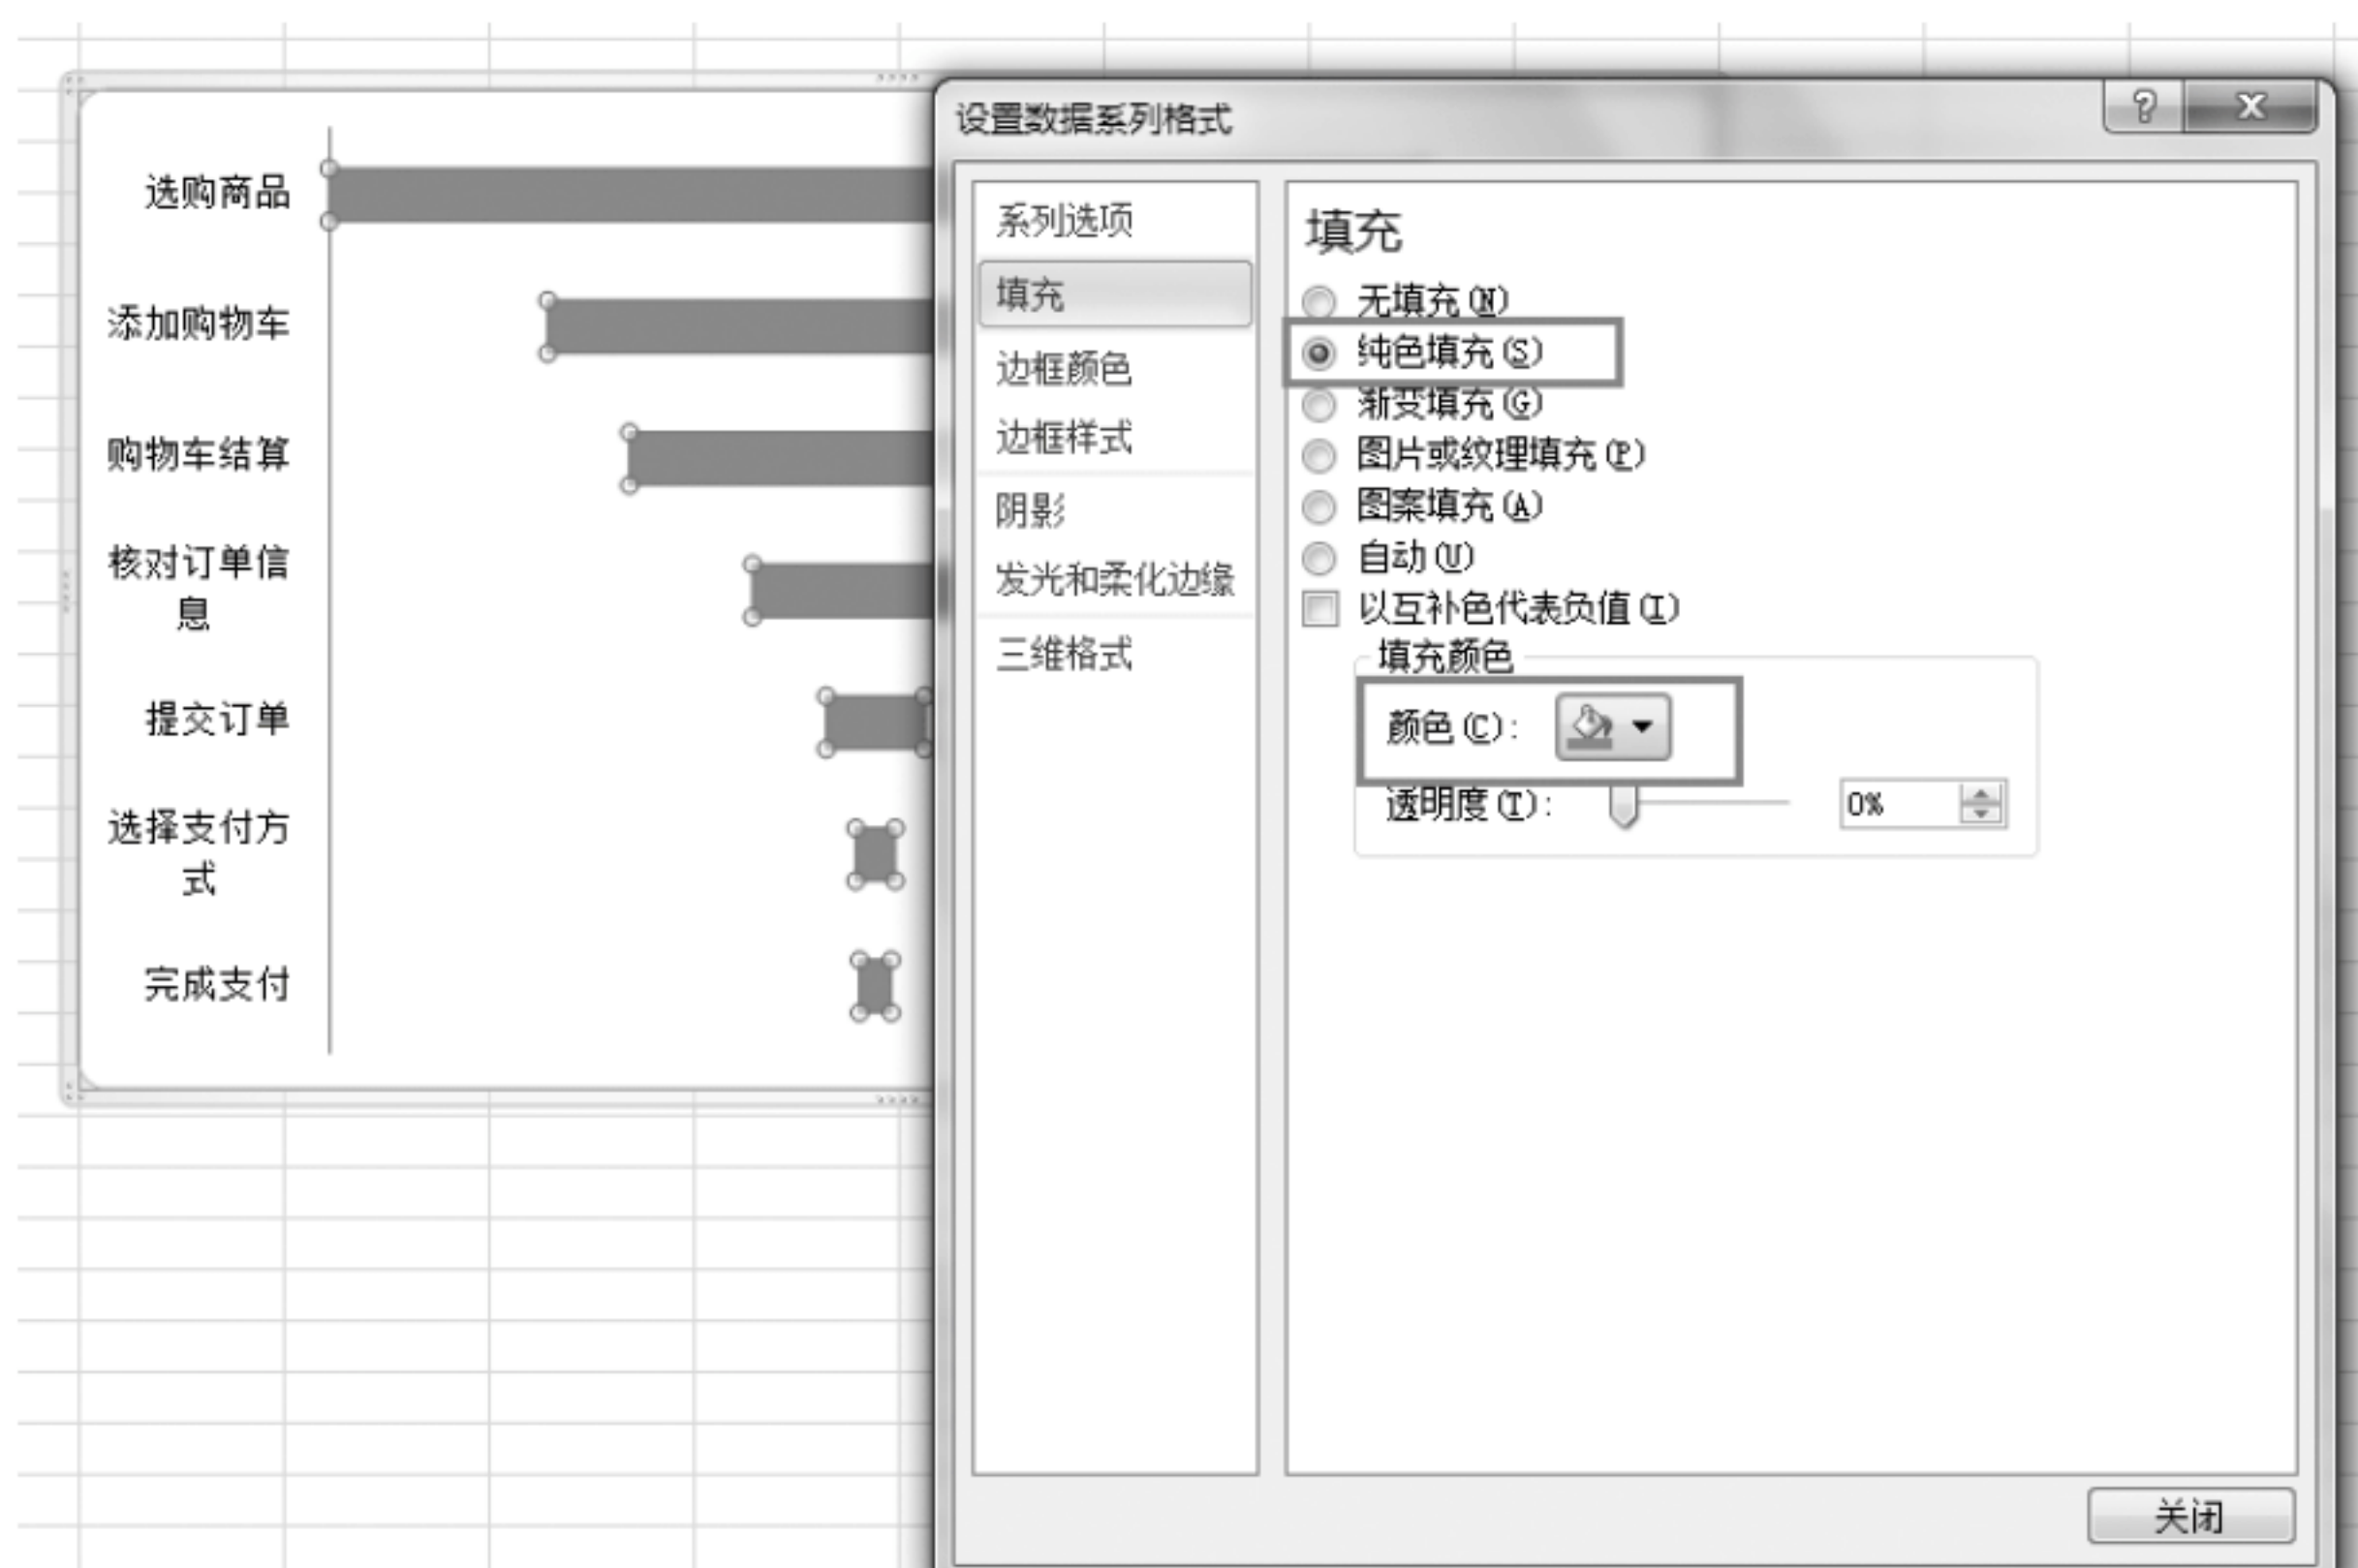 选购商品
添加购物车
购物车结算
核对订单信
息
提交订单
选择支付方
式
完成支付
设置数据系列格式
系列选项
填充
边框颜色
边框样式
阴影
发光和柔化边缘
三维格式
填充
无填充(N)
纯色填充(S)
渐变填充(G)
图片或纹理填充(P)
图案填充(A)
自动(U)
以互补色代表负值(I)
填充颜色
颜色(C):
透明度(T): 0%
关闭